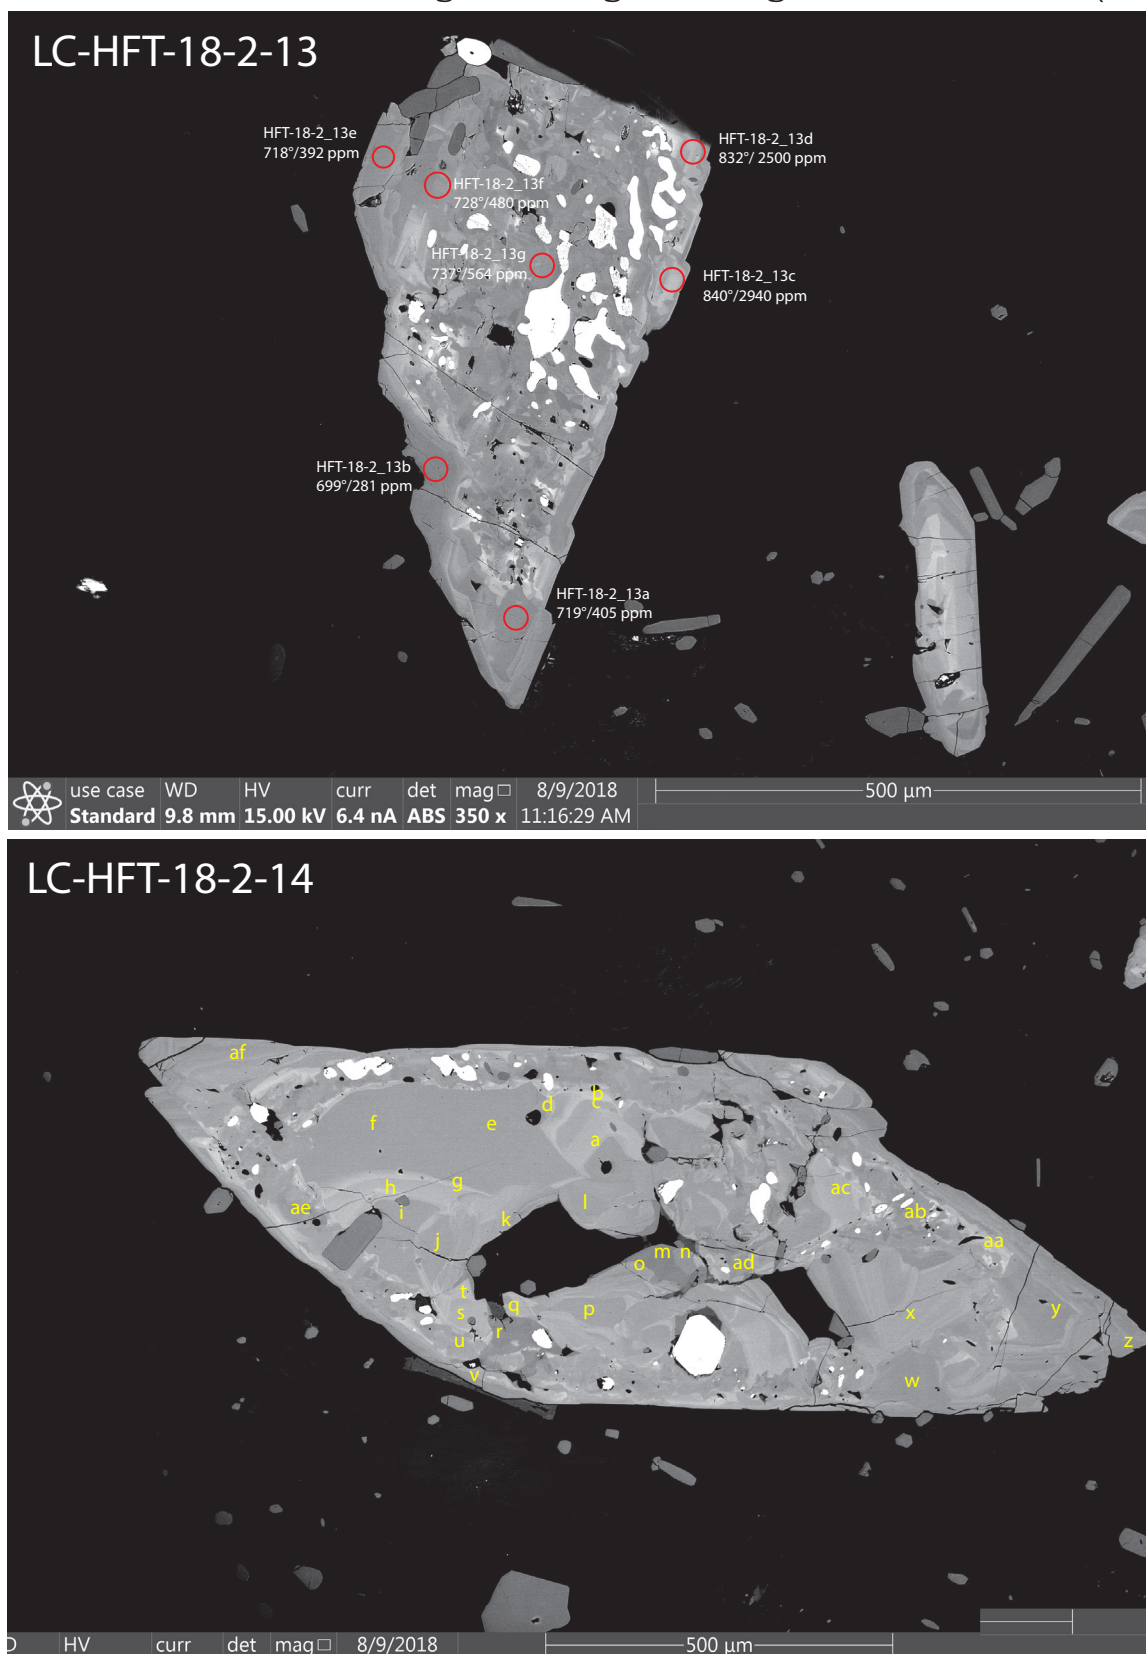 LC-HFT-18-2-13
HFT-18-2_13e
718°/392 ppm
HFT-18-2_13d
832°/ 2500 ppm
HFT-18-2_13f
728°/480 ppm
HFT-18-2_13g
737°/564 ppm
HFT-18-2_13c
840°/2940 ppm
HFT-18-2_13b
699°/281 ppm
HFT-18-2_13a
719°/405 ppm
use case WD HV curr det mag □ 8/9/2018 500 µm
Standard 9.8 mm 15.00 kV 6.4 nA ABS 350 x 11:16:29 AM
LC-HFT-18-2-14
af
b
d c
f e
a
h g ac
ae i l ab
k
j aa
m n
o ad
t
s q p x y
r
u z
v w
HV curr det mag □ 8/9/2018 500 µm